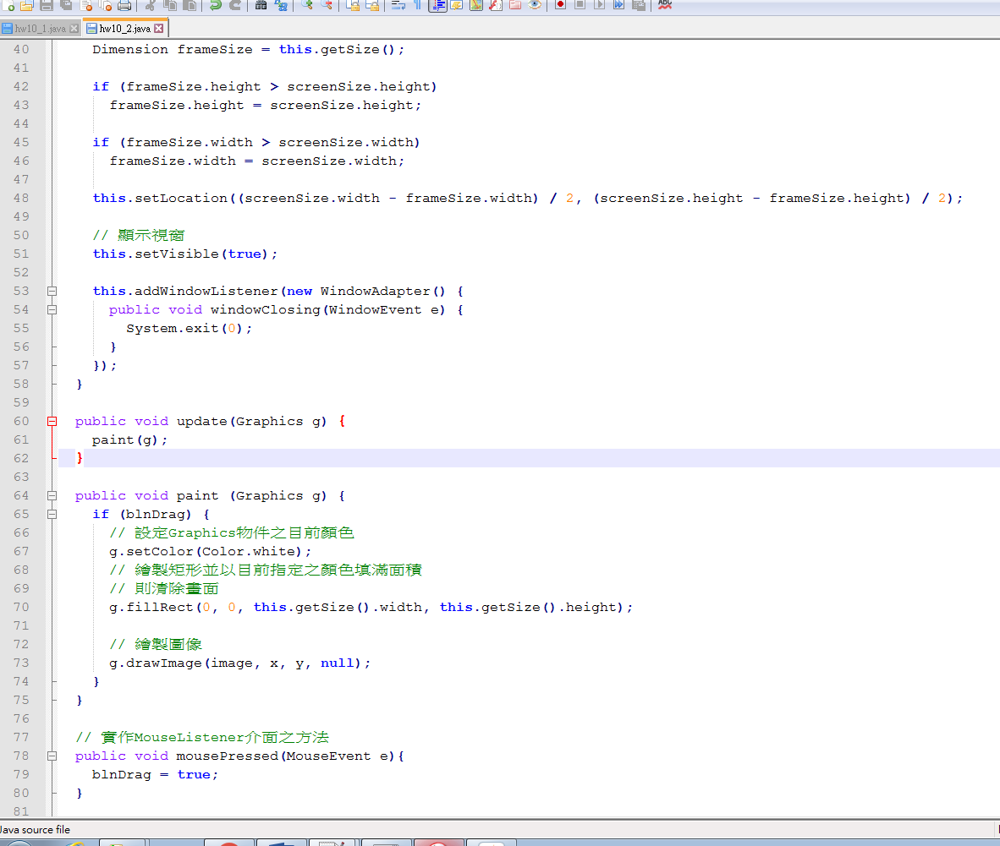 ABC
hw10_1.java hw10_2.java
40 Dimension frameSize = this.getSize();
41
42 if (frameSize.height > screenSize.height)
43 frameSize.height = screenSize.height;
44
45 if (frameSize.width > screenSize.width)
46 frameSize.width = screenSize.width;
47
48 this.setLocation((screenSize.width - frameSize.width) / 2, (screenSize.height - frameSize.height) / 2);
49
50 // 顯示視窗
51 this.setVisible(true);
52
53 this.addWindowListener(new WindowAdapter() {
54 public void windowClosing(WindowEvent e) {
55 System.exit(0);
56 }
57 });
58 }
59
60 public void update(Graphics g) {
61 paint(g);
62 }
63
64 public void paint (Graphics g) {
65 if (blnDrag) {
66 // 設定Graphics物件之目前顏色
67 g.setColor(Color.white);
68 // 繪製矩形並以目前指定之顏色填滿面積
69 // 則清除畫面
70 g.fillRect(0, 0, this.getSize().width, this.getSize().height);
71
72 // 繪製圖像
73 g.drawImage(image, x, y, null);
74 }
75 }
76
77 // 實作MouseListener介面之方法
78 public void mousePressed(MouseEvent e){
79 blnDrag = true;
80 }
81
Java source file